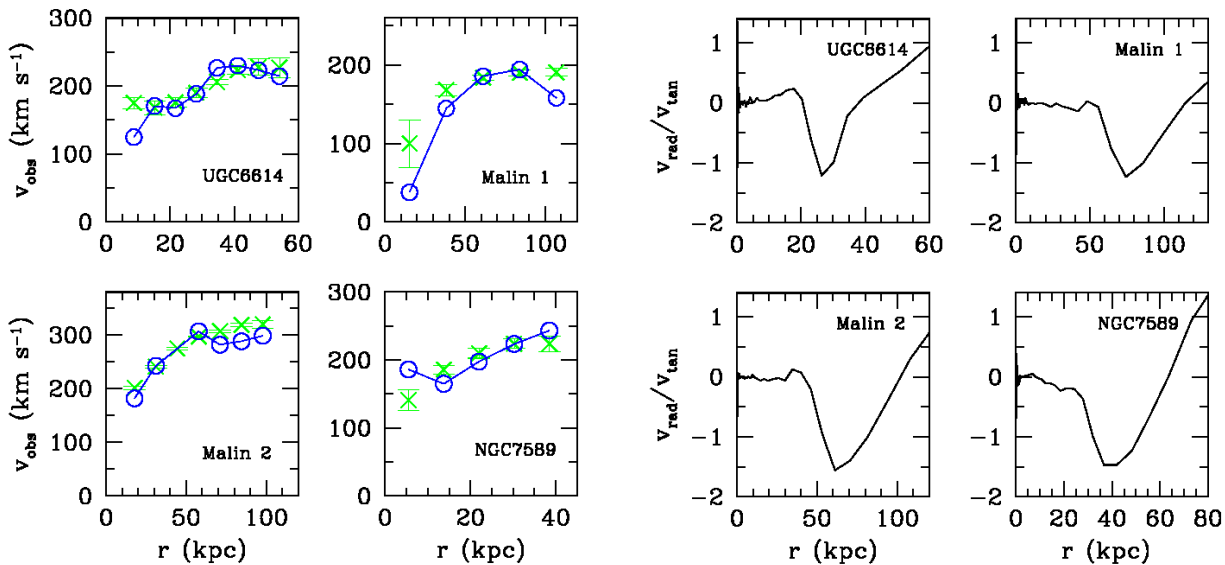 300
200
100
0
v_obs (km s⁻¹)
UGC6614
0 20 40 60
200
100
0
Malin 1
0 50 100
1
0
−1
−2
v_rad/v_tan
UGC6614
0 20 40 60
1
0
−1
−2
Malin 1
0 50 100
300
200
100
0
v_obs (km s⁻¹)
Malin 2
0 50 100
r (kpc)
300
200
100
0
NGC7589
0 20 40
r (kpc)
1
0
−1
−2
v_rad/v_tan
Malin 2
0 50 100
r (kpc)
1
0
−1
−2
NGC7589
0 20 40 60 80
r (kpc)